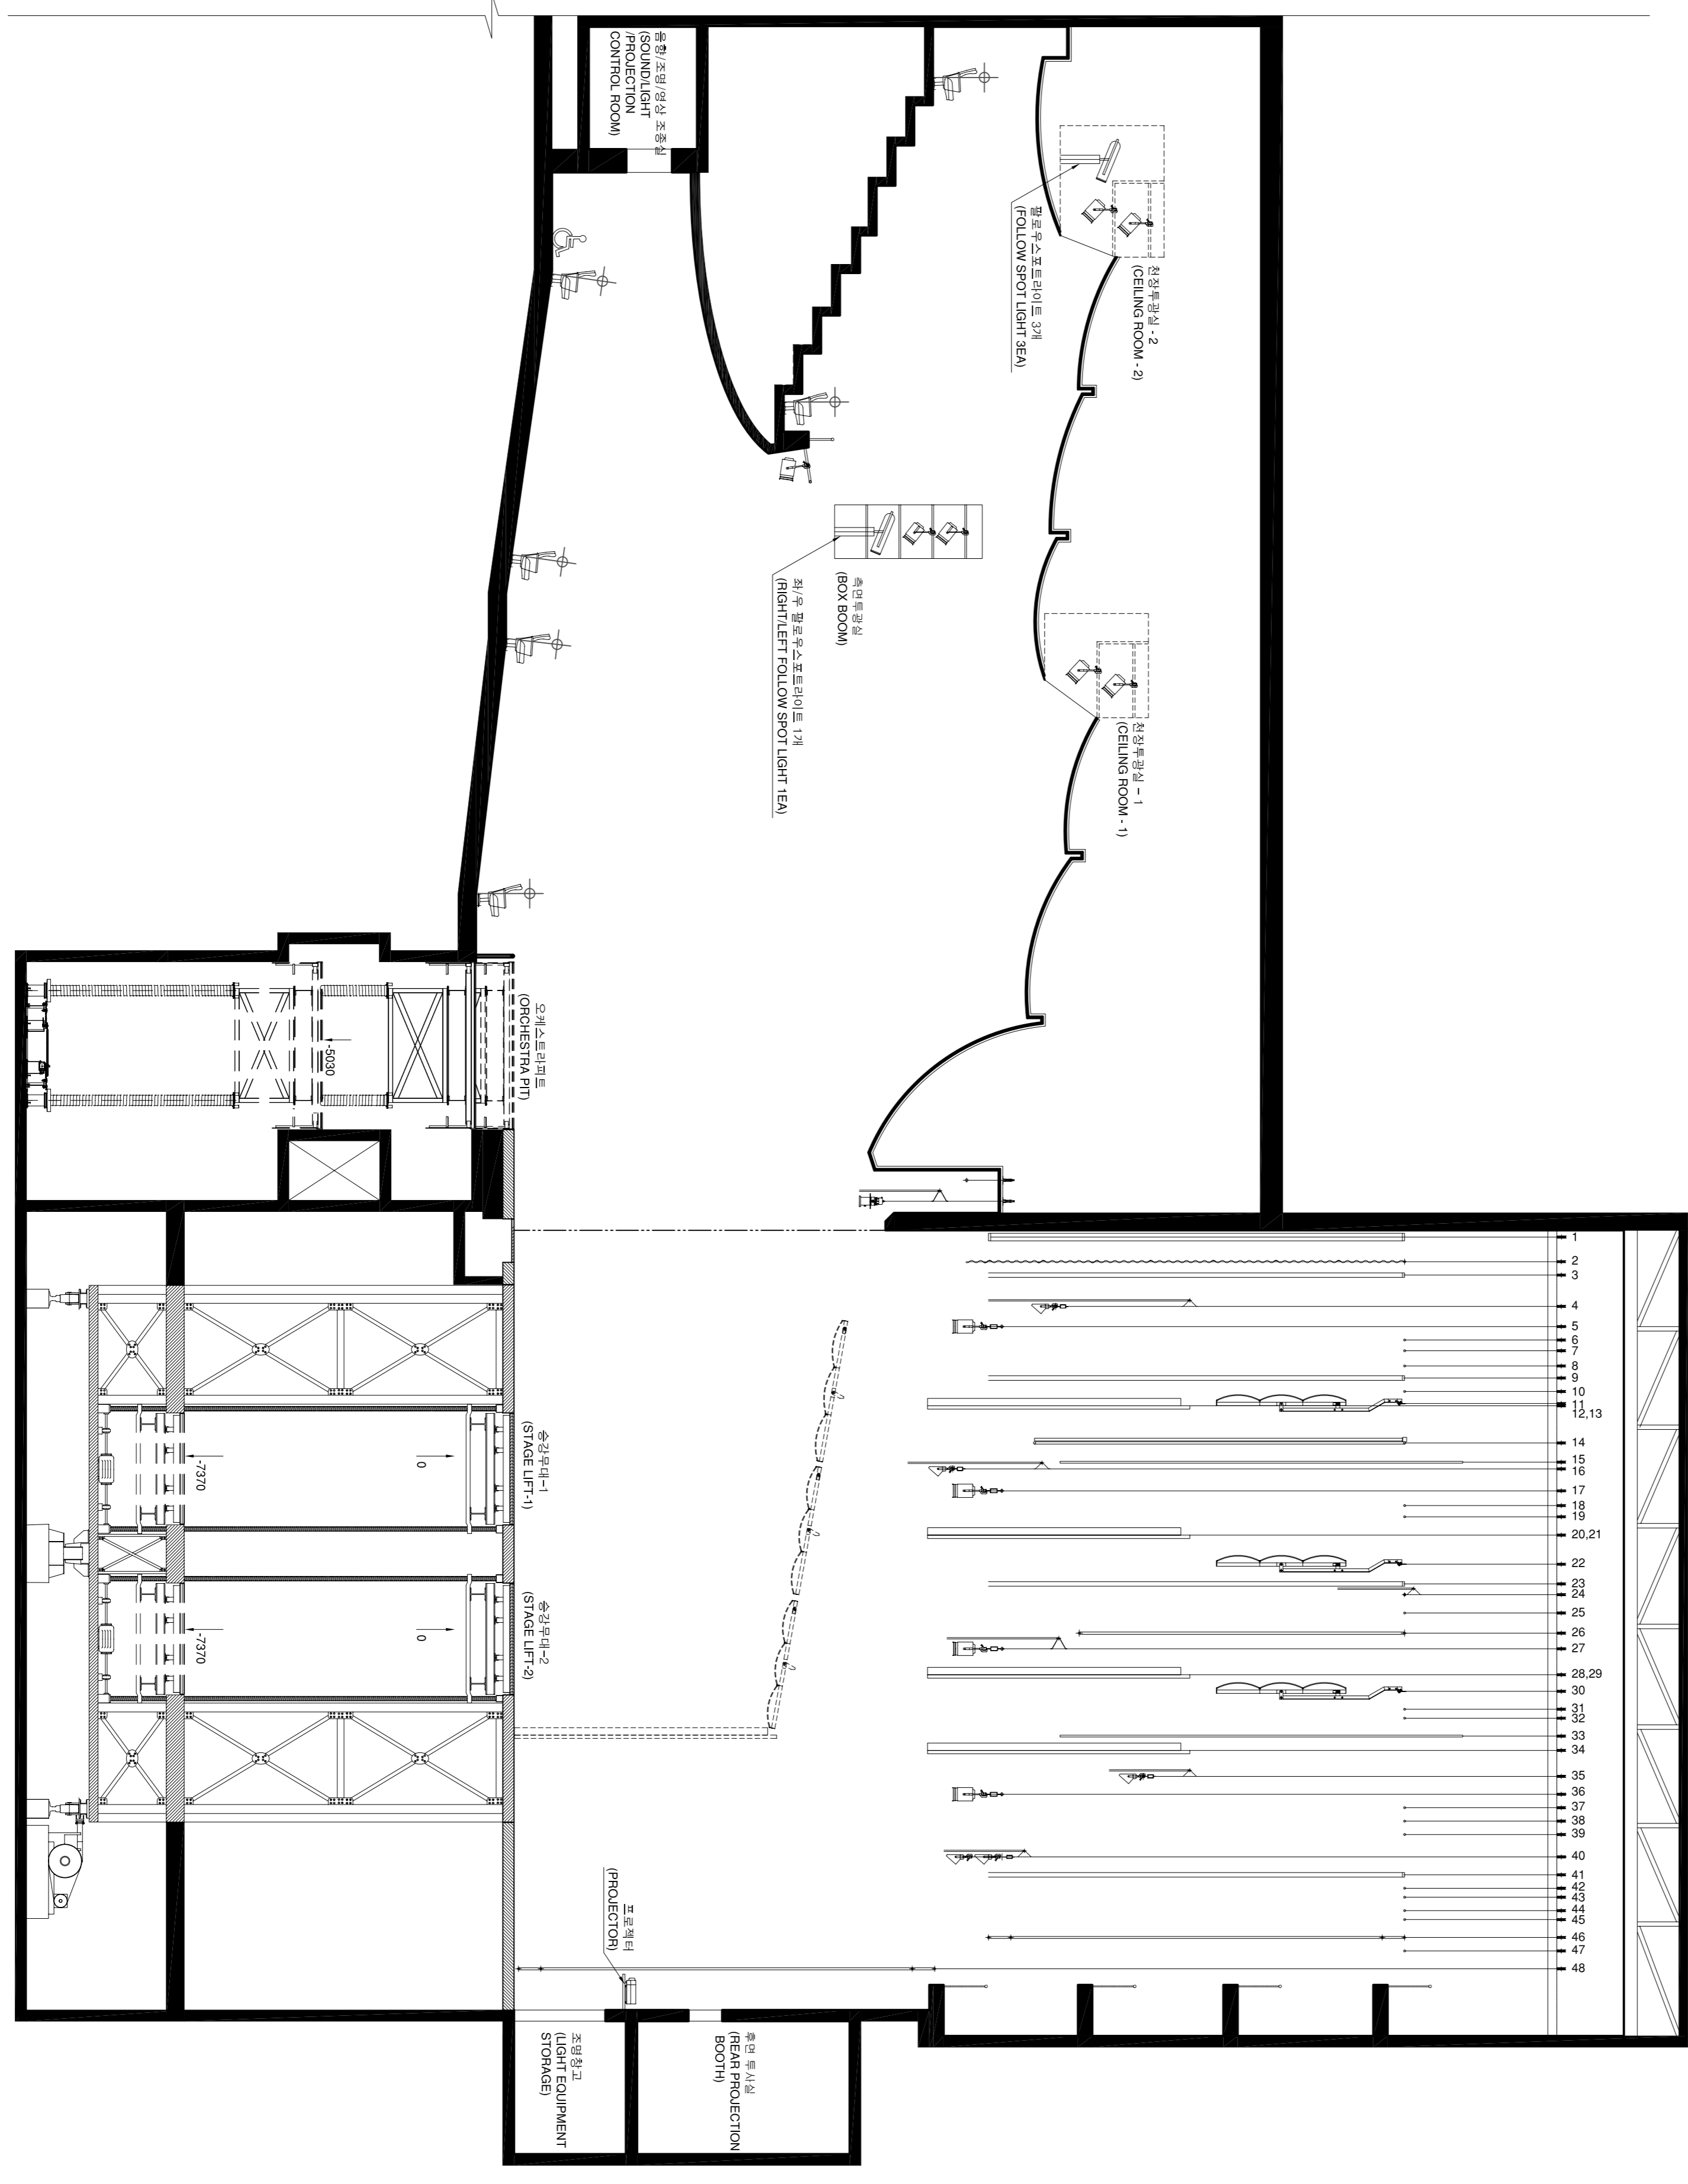 음향/조명/영상 조종실
(SOUND/LIGHT
/PROJECTION
CONTROL ROOM)
팔로우스포트라이트 3개
(FOLLOW SPOT LIGHT 3EA)
천장투광실 - 2
(CEILING ROOM - 2)
측면투광실
(BOX BOOM)
좌/우 팔로우스포트라이트 1개
(RIGHT/LEFT FOLLOW SPOT LIGHT 1EA)
천장투광실 - 1
(CEILING ROOM - 1)
오케스트라피트
(ORCHESTRA PIT)
-5030
승강무대-1
(STAGE LIFT-1)
0
-7370
승강무대-2
(STAGE LIFT-2)
0
-7370
프로젝터
(PROJECTOR)
조명창고
(LIGHT EQUIPMENT
STORAGE)
후면 투사실
(REAR PROJECTION
BOOTH)
1
2
3
4
5
6
7
8
9
10
11
12,13
14
15
16
17
18
19
20,21
22
23
24
25
26
27
28,29
30
31
32
33
34
35
36
37
38
39
40
41
42
43
44
45
46
47
48